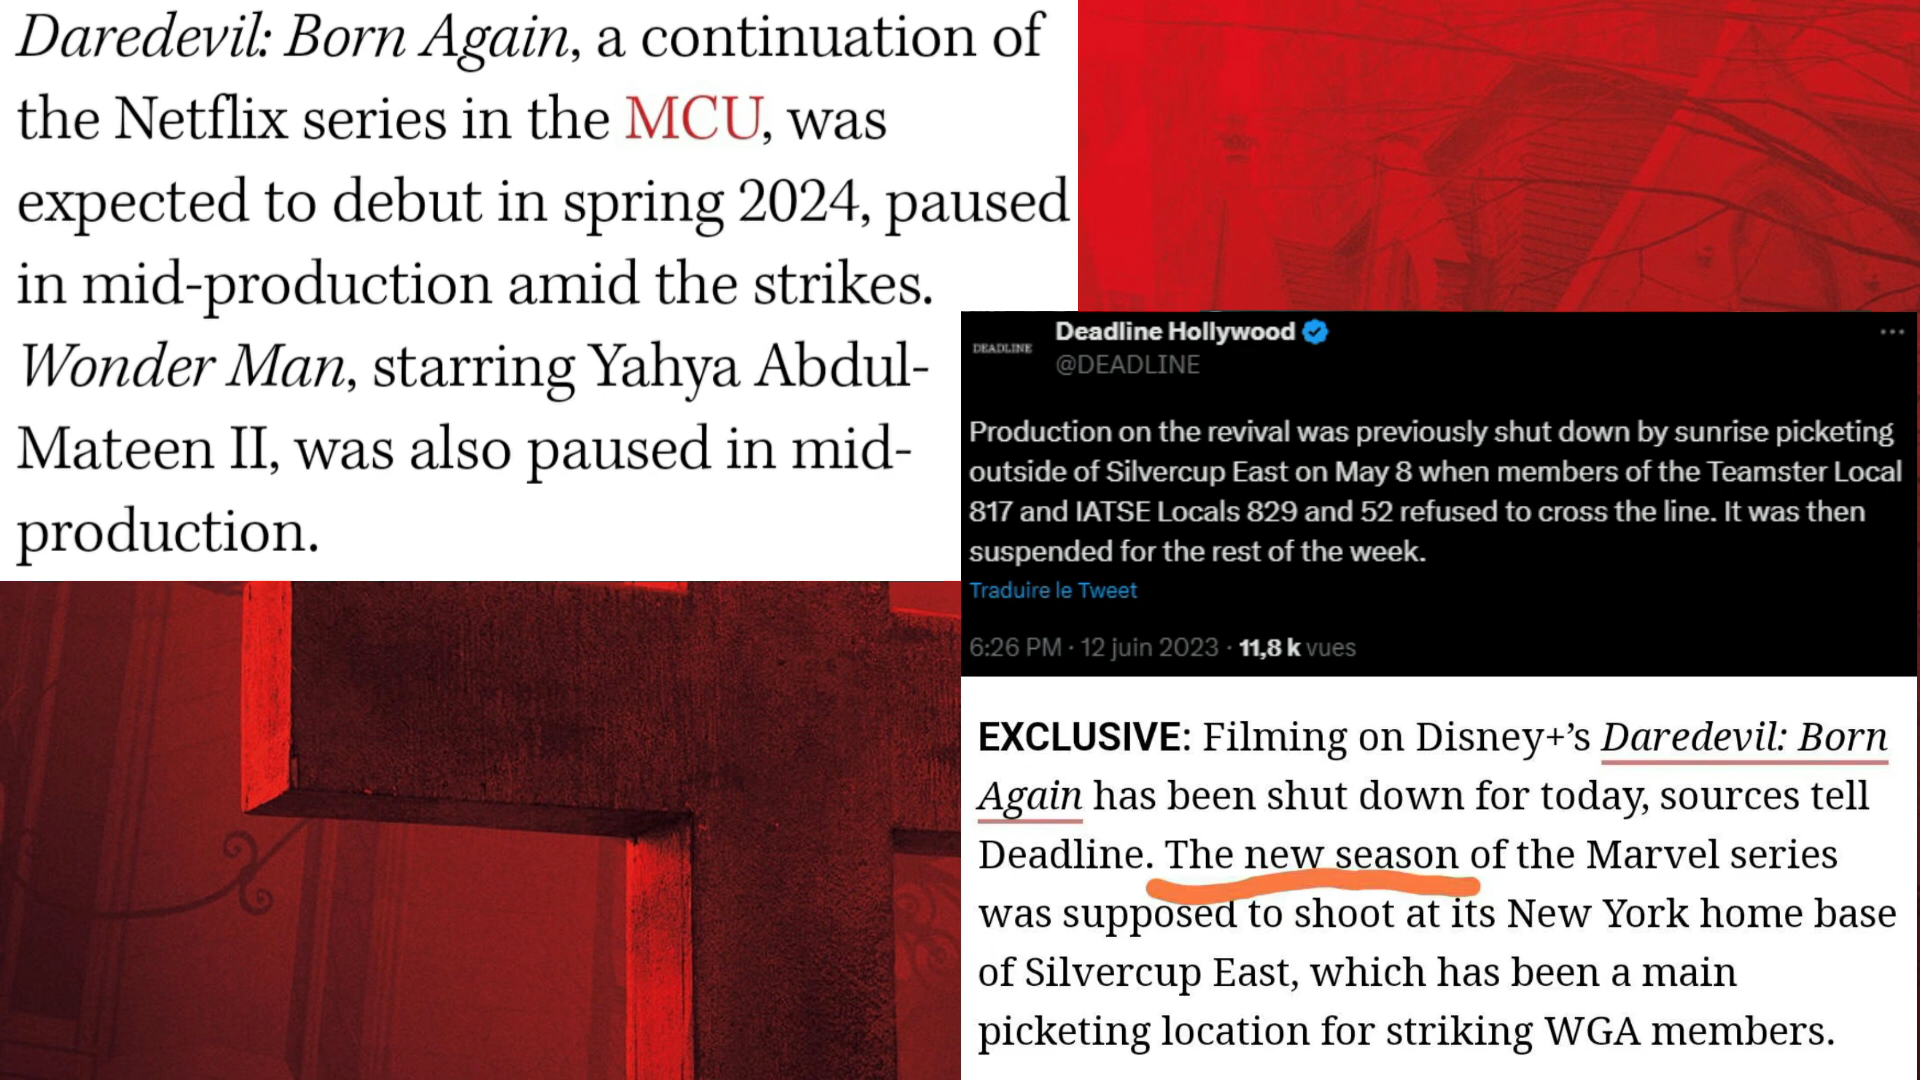 Daredevil: Born Again, a continuation of
the Netflix series in the MCU, was
expected to debut in spring 2024, paused
in mid-production amid the strikes.
Wonder Man, starring Yahya Abdul-
Mateen II, was also paused in mid-
production.
DEADLINE
Deadline Hollywood
@DEADLINE
Production on the revival was previously shut down by sunrise picketing
outside of Silvercup East on May 8 when members of the Teamster Local
817 and IATSE Locals 829 and 52 refused to cross the line. It was then
suspended for the rest of the week.
Traduire le Tweet
6:26 PM · 12 juin 2023 · 11,8 k vues
EXCLUSIVE: Filming on Disney+’s Daredevil: Born
Again has been shut down for today, sources tell
Deadline. The new season of the Marvel series
was supposed to shoot at its New York home base
of Silvercup East, which has been a main
picketing location for striking WGA members.